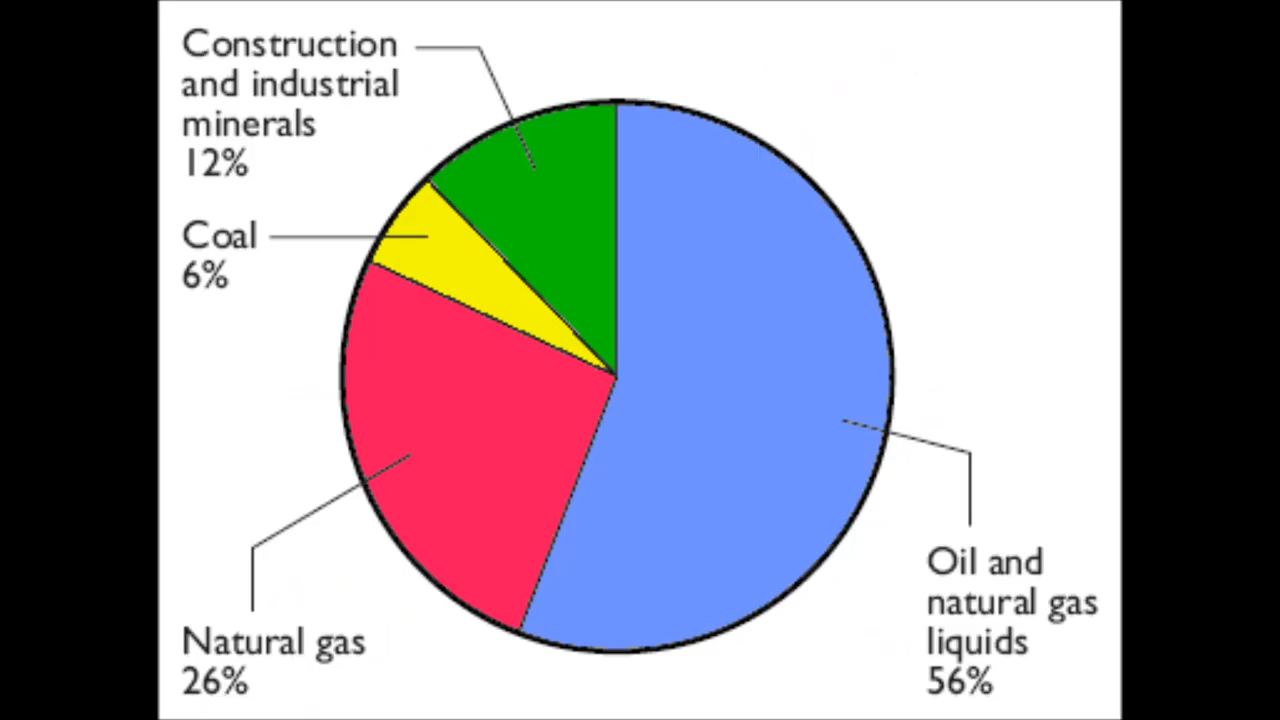 Construction
and industrial
minerals
12%
Coal
6%
Natural gas
26%
Oil and
natural gas
liquids
56%